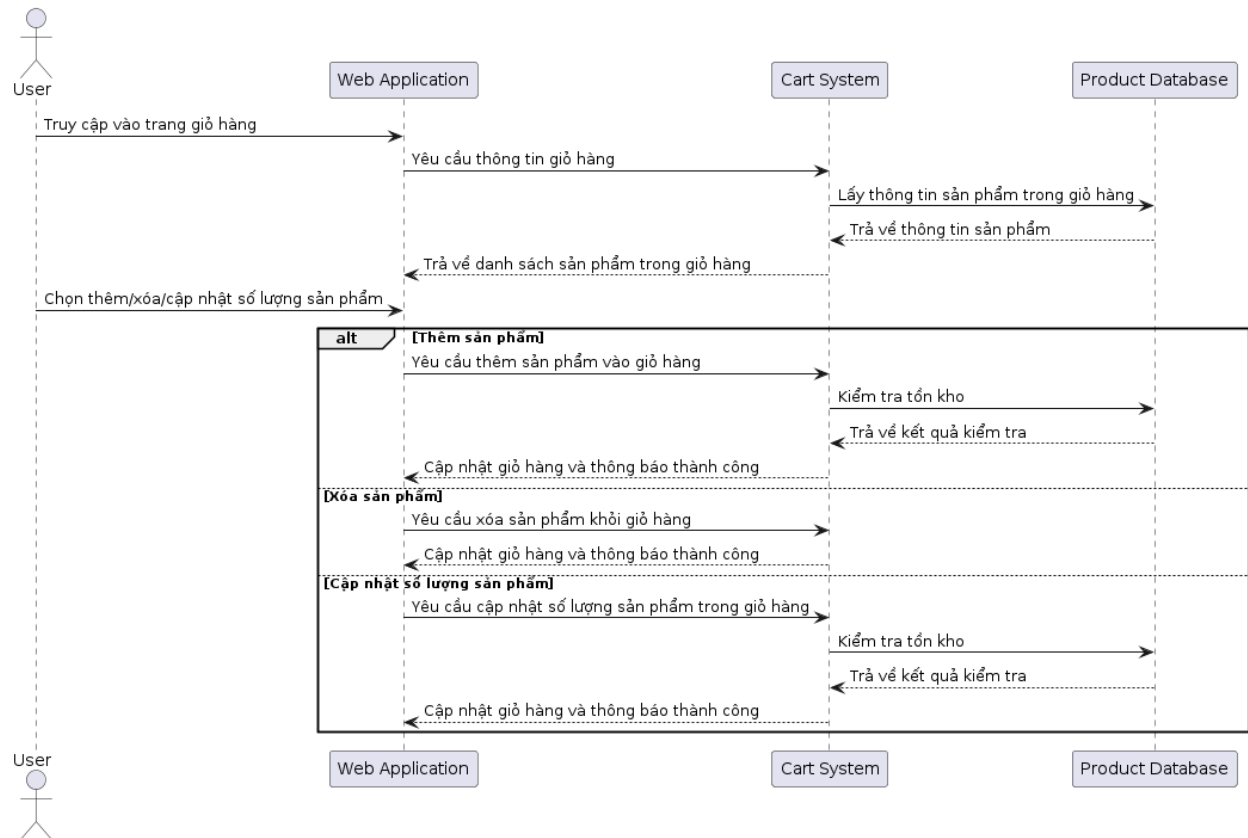 User
Web Application
Cart System
Product Database
Truy cập vào trang giỏ hàng
Yêu cầu thông tin giỏ hàng
Lấy thông tin sản phẩm trong giỏ hàng
Trả về thông tin sản phẩm
Trả về danh sách sản phẩm trong giỏ hàng
Chọn thêm/xóa/cập nhật số lượng sản phẩm
alt
[Thêm sản phẩm]
Yêu cầu thêm sản phẩm vào giỏ hàng
Kiểm tra tồn kho
Trả về kết quả kiểm tra
Cập nhật giỏ hàng và thông báo thành công
[Xóa sản phẩm]
Yêu cầu xóa sản phẩm khỏi giỏ hàng
Cập nhật giỏ hàng và thông báo thành công
[Cập nhật số lượng sản phẩm]
Yêu cầu cập nhật số lượng sản phẩm trong giỏ hàng
Kiểm tra tồn kho
Trả về kết quả kiểm tra
Cập nhật giỏ hàng và thông báo thành công
User
Web Application
Cart System
Product Database